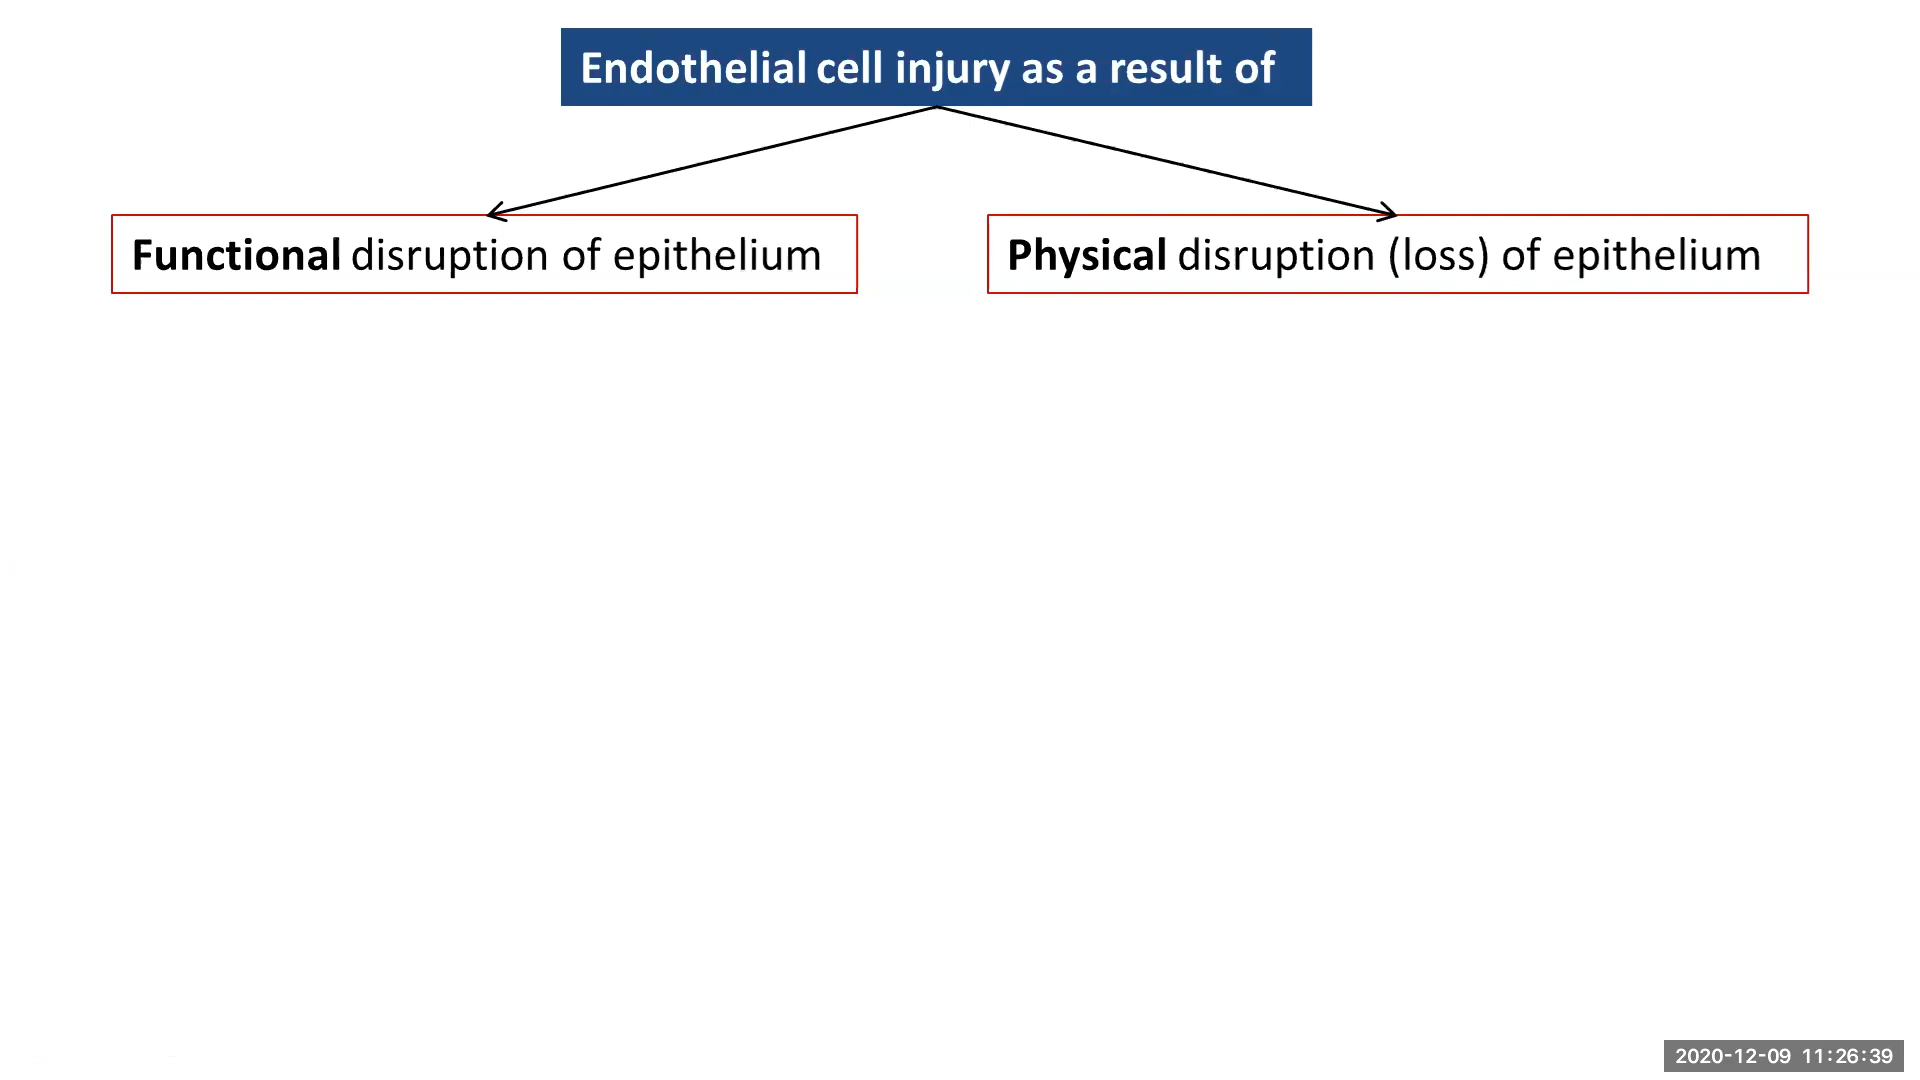 Endothelial cell injury as a result of
Functional disruption of epithelium
Physical disruption (loss) of epithelium
2020-12-09 11:26:39